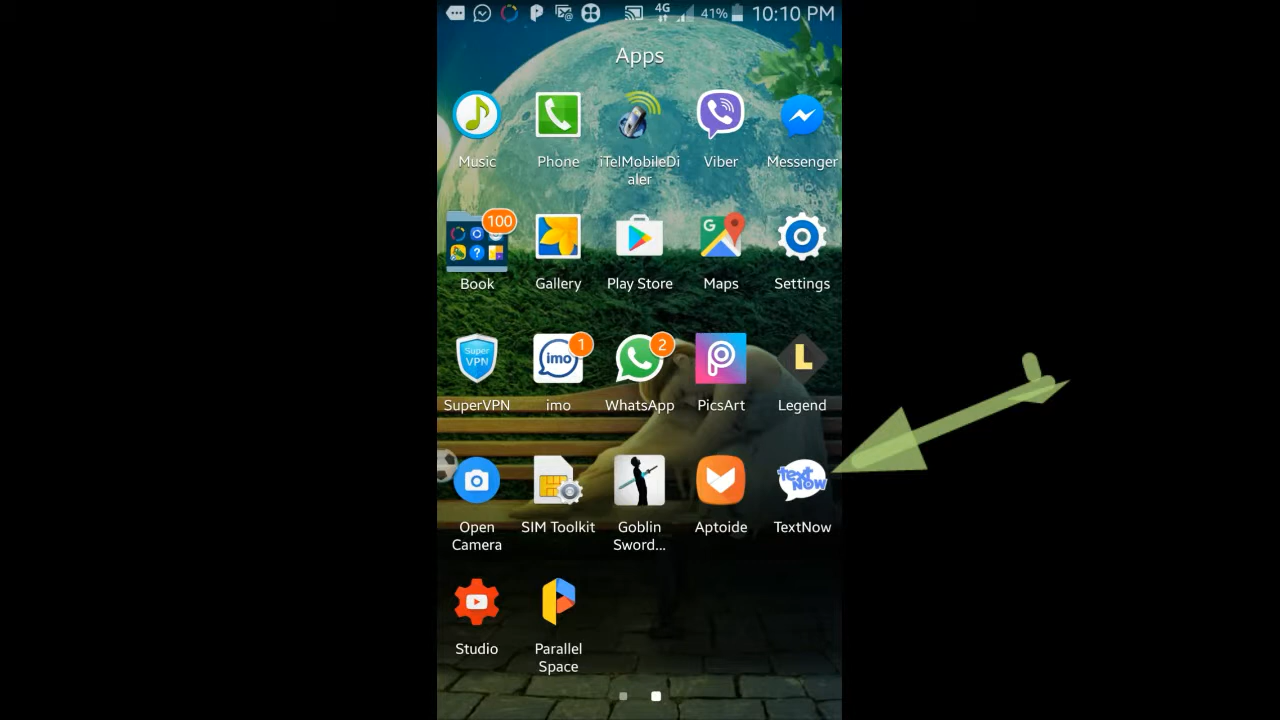 4G 41% 10:10 PM
Apps
Music Phone iTelMobileDi Viber Messenger
aler
100
Book Gallery Play Store Maps Settings
G
Super
VPN
imo
1
2
L
SuperVPN imo WhatsApp PicsArt Legend
text
Now
Open SIM Toolkit Goblin Aptoide TextNow
Camera Sword...
Studio Parallel
Space